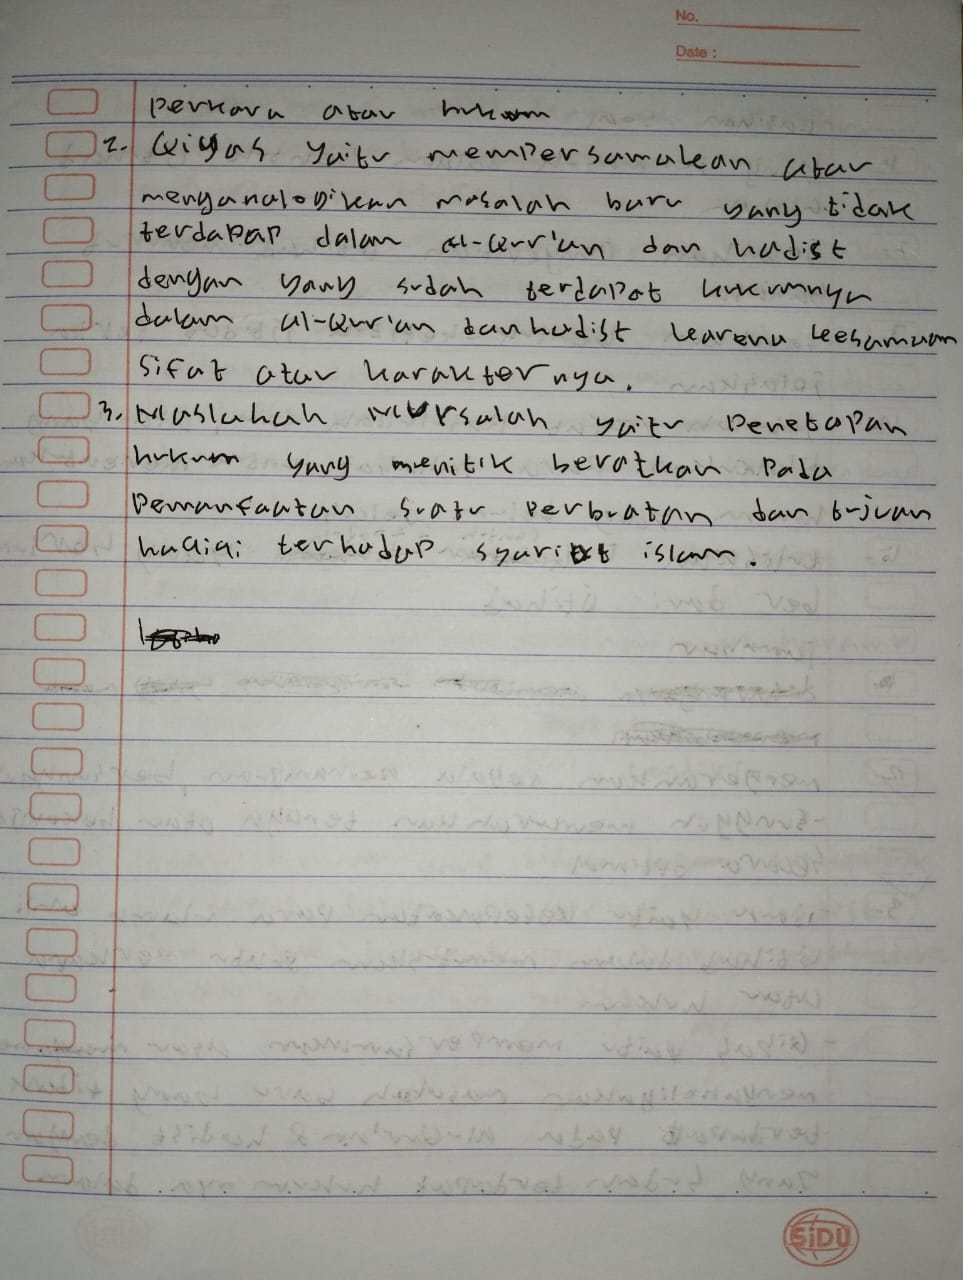 No.
Date :
perkara atau hukum
2. Qiyas yaitu mempersamakan atau
menganalogikan masalah baru yang tidak
terdapap dalam al-Qur'an dan hadist
dengan yang sudah terdapat hukumnya
dalam al-Qur'an dan hadist karena kesamaan
Sifat atau karakternya.
3. Maslahah Mursalah yaitu Penetapan
hukum yang menitik beratkan Pada
Pemanfaatan suatu perbuatan dan tujuan
haqiqi terhadap syariat islam.
SiDU